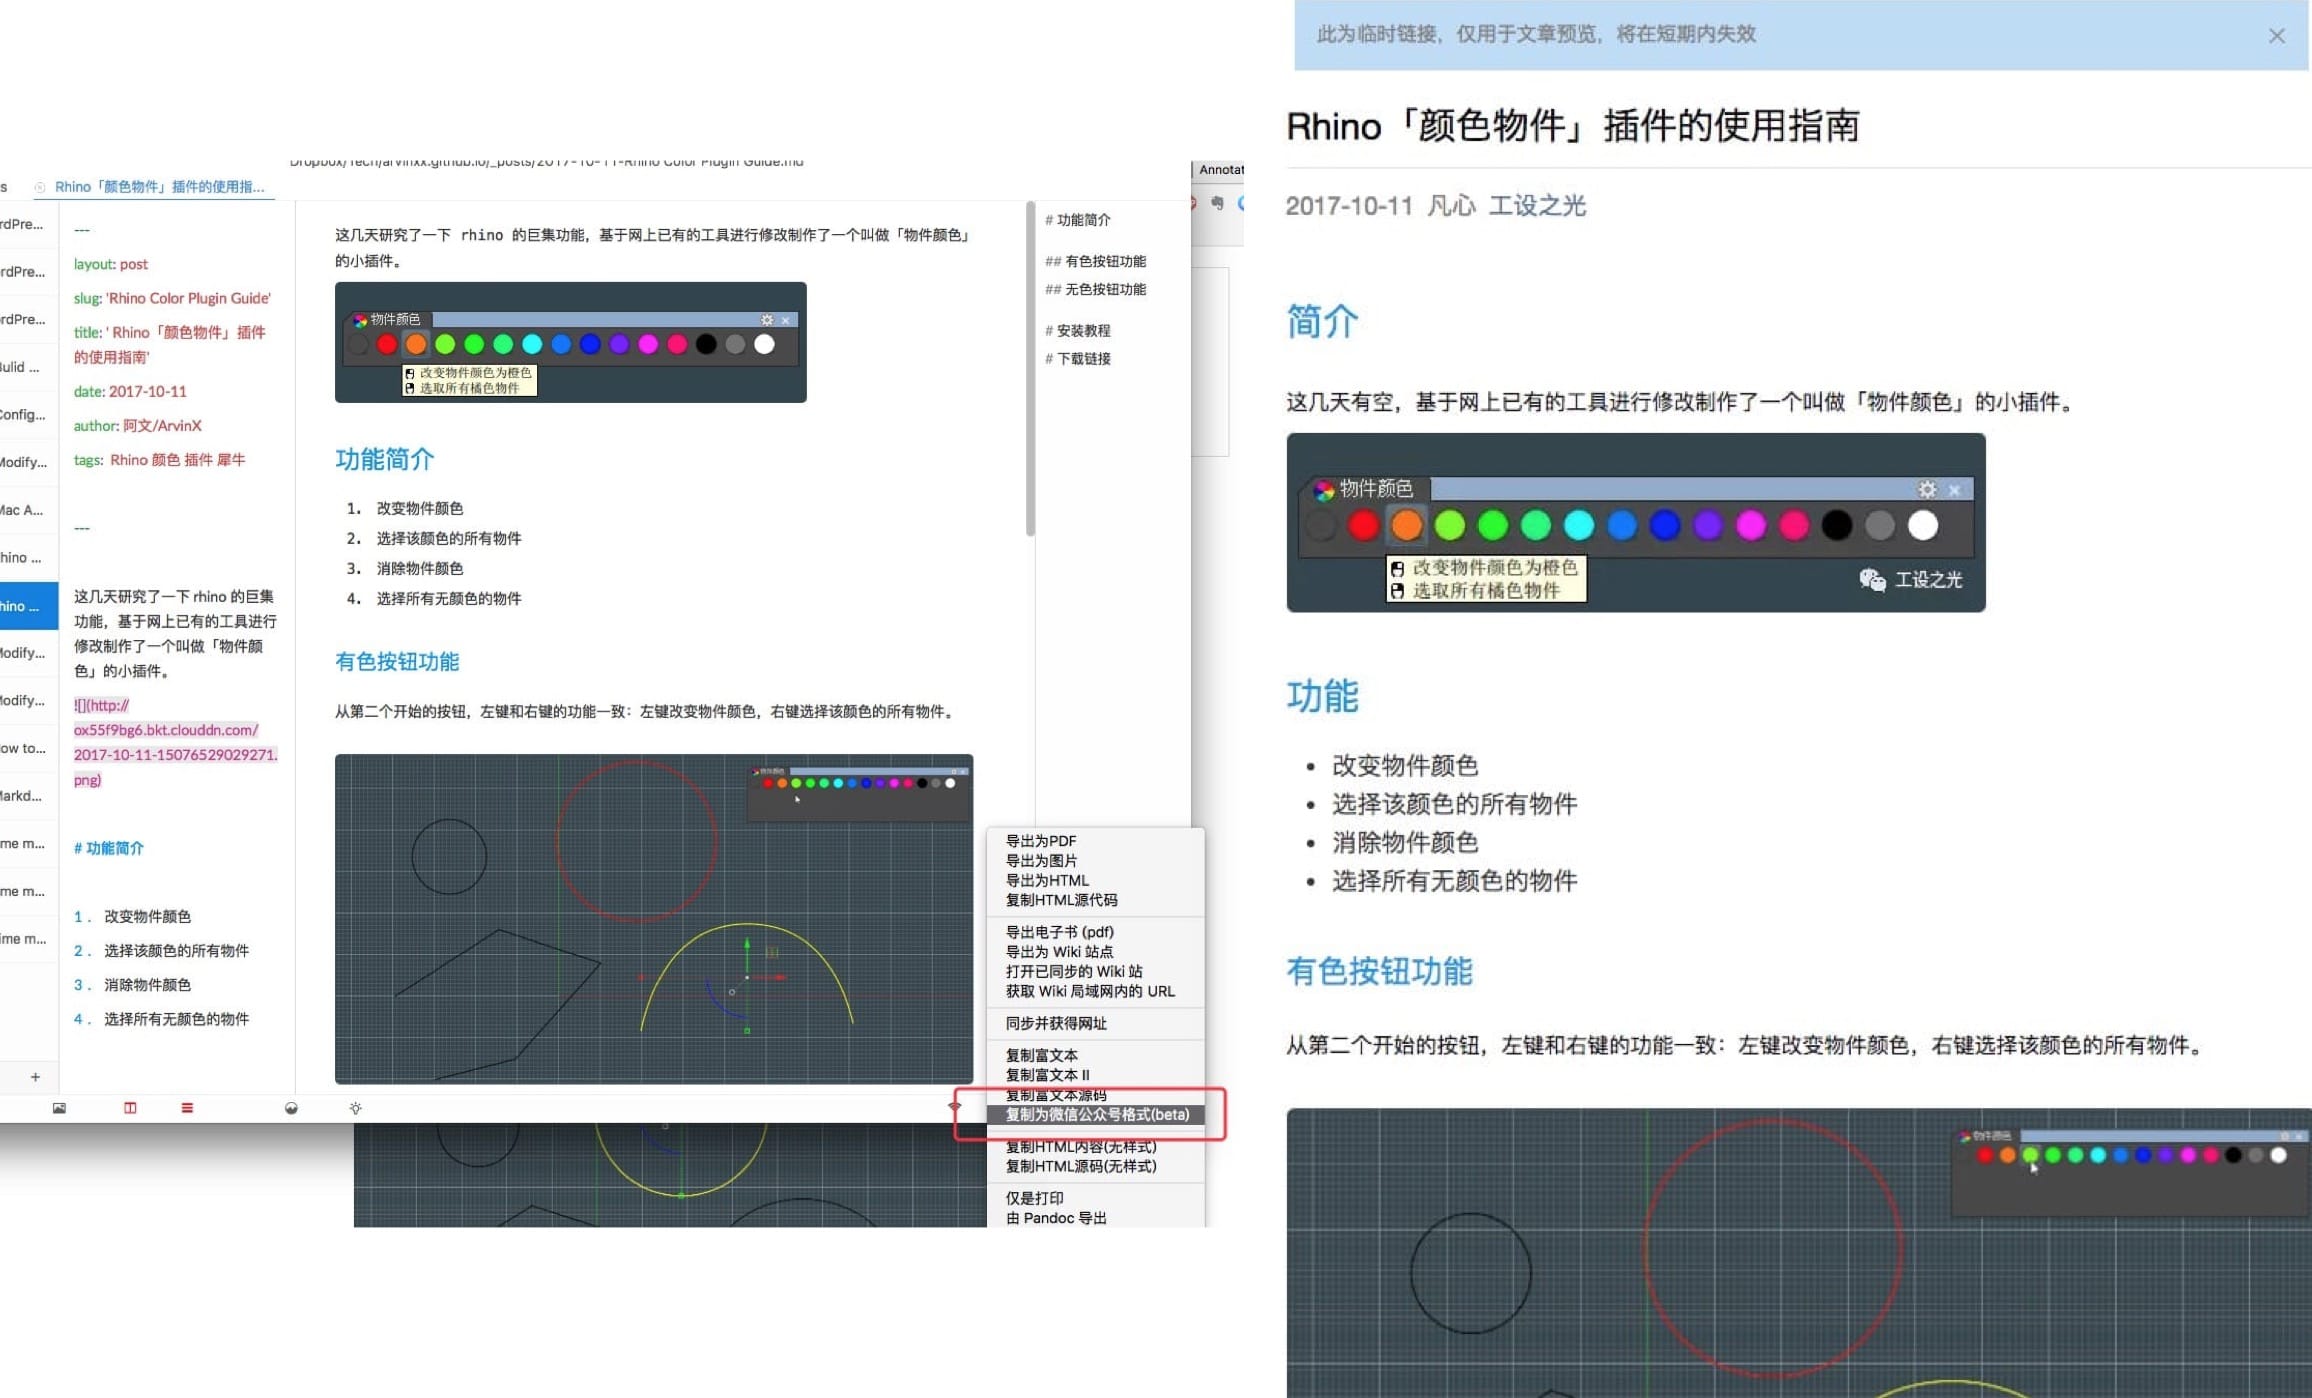 Dropbox/Tech/arvinxx.github.io/_posts/2017-10-11-Rhino Color Plugin Guide.md
s
Rhino「颜色物件」插件的使用指...
rdPre...
rdPre...
rdPre...
Bulid ...
Config...
Modify...
Mac A...
hino ...
hino ...
Modify...
Modify...
ow to...
Markd...
me m...
me m...
ime m...
+
---
layout: post
slug: 'Rhino Color Plugin Guide'
title: ' Rhino「颜色物件」插件
的使用指南'
date: 2017-10-11
author: 阿文/ArvinX
tags: Rhino 颜色 插件 犀牛
---
这几天研究了一下 rhino 的巨集
功能，基于网上已有的工具进行
修改制作了一个叫做「物件颜
色」的小插件。
![](http://
ox55f9bg6.bkt.clouddn.com/
2017-10-11-15076529029271.
png)
# 功能简介
1 . 改变物件颜色
2 . 选择该颜色的所有物件
3 . 消除物件颜色
4 . 选择所有无颜色的物件
这几天研究了一下 rhino 的巨集功能，基于网上已有的工具进行修改制作了一个叫做「物件颜色」
的小插件。
物件颜色
改变物件颜色为橙色
选取所有橘色物件
功能简介
1. 改变物件颜色
2. 选择该颜色的所有物件
3. 消除物件颜色
4. 选择所有无颜色的物件
有色按钮功能
从第二个开始的按钮，左键和右键的功能一致：左键改变物件颜色，右键选择该颜色的所有物件。
物件颜色
# 功能简介
## 有色按钮功能
## 无色按钮功能
# 安装教程
# 下载链接
Annotat
导出为PDF
导出为图片
导出为HTML
复制HTML源代码
导出电子书 (pdf)
导出为 Wiki 站点
打开已同步的 Wiki 站
获取 Wiki 局域网内的 URL
同步并获得网址
复制富文本
复制富文本 II
复制富文本源码
复制为微信公众号格式(beta)
复制HTML内容(无样式)
复制HTML源码(无样式)
仅是打印
由 Pandoc 导出
此为临时链接，仅用于文章预览，将在短期内失效
Rhino「颜色物件」插件的使用指南
2017-10-11 凡心 工设之光
简介
这几天有空，基于网上已有的工具进行修改制作了一个叫做「物件颜色」的小插件。
物件颜色
改变物件颜色为橙色
选取所有橘色物件
工设之光
功能
• 改变物件颜色
• 选择该颜色的所有物件
• 消除物件颜色
• 选择所有无颜色的物件
有色按钮功能
从第二个开始的按钮，左键和右键的功能一致：左键改变物件颜色，右键选择该颜色的所有物件。
物件颜色